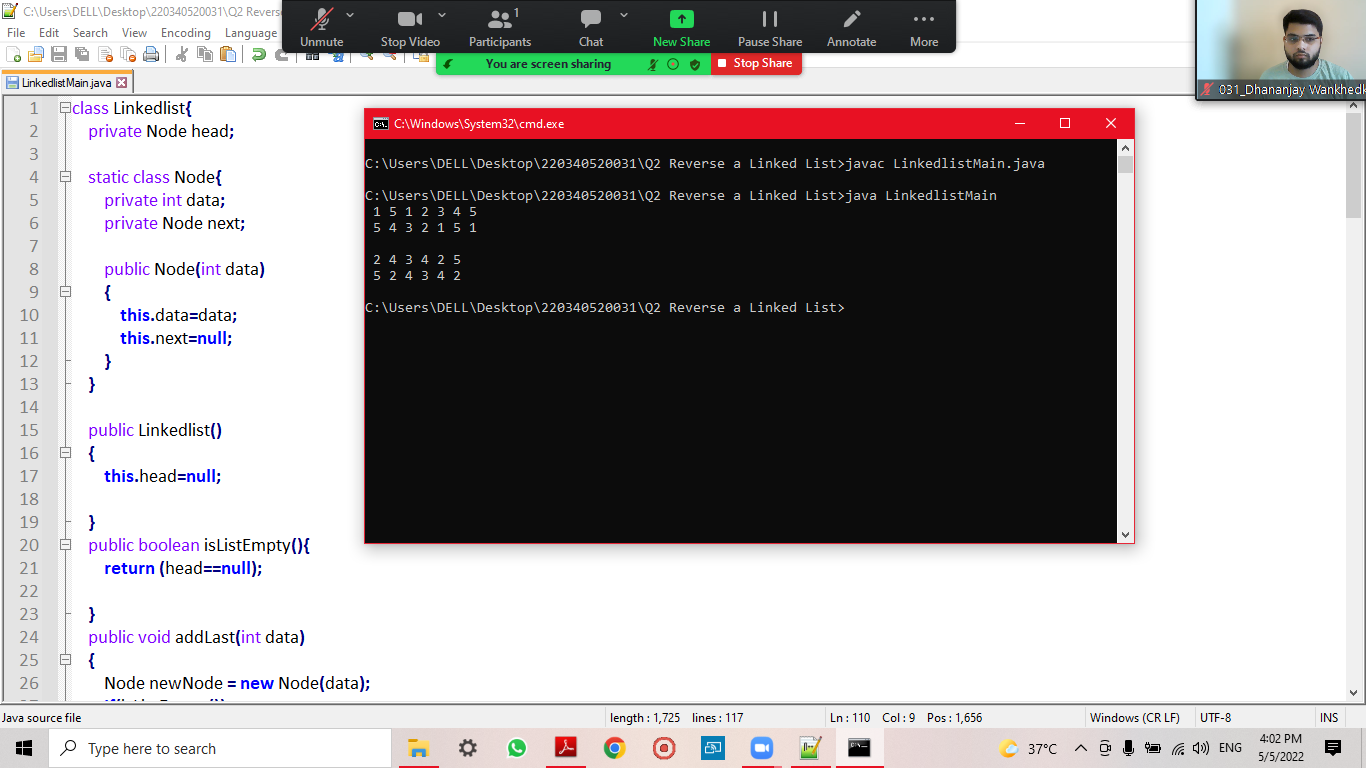 C:\Users\DELL\Desktop\220340520031\Q2 Reverse
File Edit Search View Encoding Language
Unmute Stop Video Participants 1 Chat New Share Pause Share Annotate More
You are screen sharing Stop Share
031_Dhananjay Wankhed
LinkedlistMain.java
1 class Linkedlist{
2 private Node head;
3
4 static class Node{
5 private int data;
6 private Node next;
7
8 public Node(int data)
9 {
10 this.data=data;
11 this.next=null;
12 }
13 }
14
15 public Linkedlist()
16 {
17 this.head=null;
18
19 }
20 public boolean isListEmpty(){
21 return (head==null);
22
23 }
24 public void addLast(int data)
25 {
26 Node newNode = new Node(data);
C:\Windows\System32\cmd.exe
C:\Users\DELL\Desktop\220340520031\Q2 Reverse a Linked List>javac LinkedlistMain.java
C:\Users\DELL\Desktop\220340520031\Q2 Reverse a Linked List>java LinkedlistMain
1 5 1 2 3 4 5
5 4 3 2 1 5 1
2 4 3 4 2 5
5 2 4 3 4 2
C:\Users\DELL\Desktop\220340520031\Q2 Reverse a Linked List>
Java source file length : 1,725 lines : 117 Ln : 110 Col : 9 Pos : 1,656 Windows (CR LF) UTF-8 INS
Type here to search
37°C ENG
4:02 PM
5/5/2022